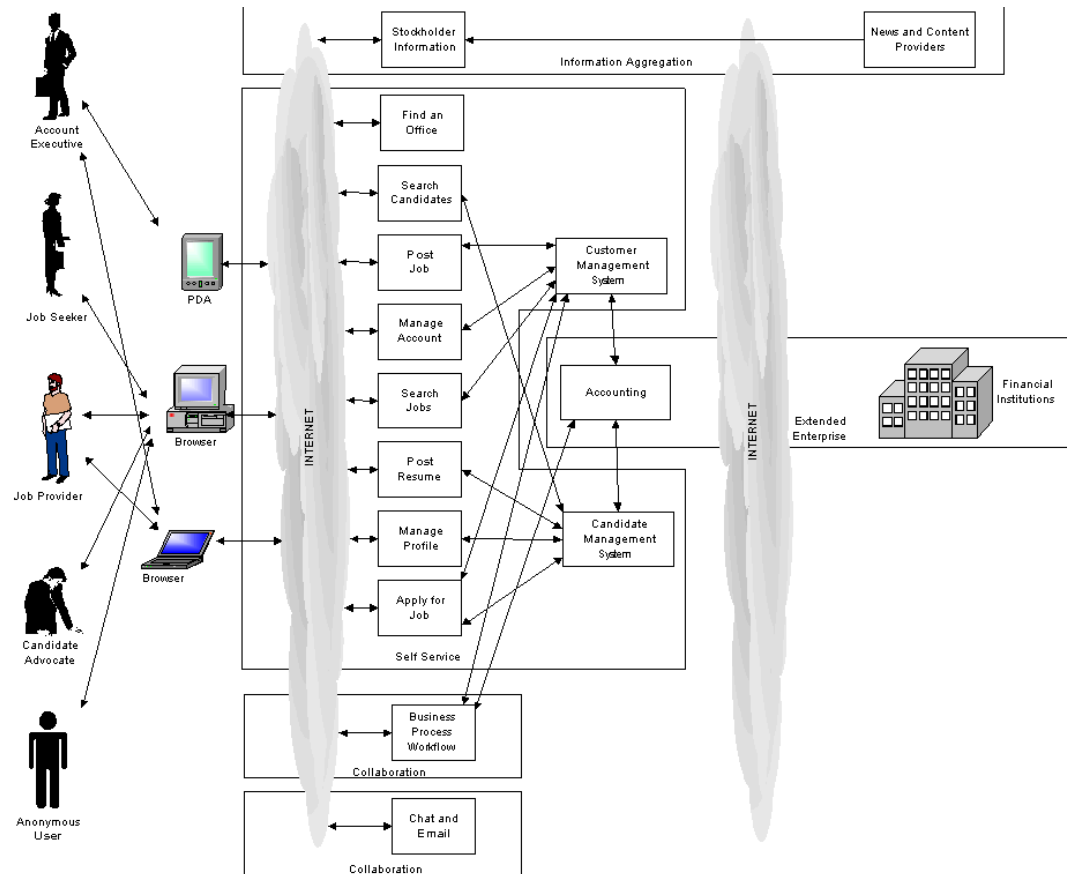 Stockholder
Information
News and Content
Providers
Information Aggregation
Account
Executive
Find an
Office
Search
Candidates
Job Seeker
PDA
Post
Job
Customer
Management
System
Manage
Account
Job Provider
Browser
Search
Jobs
Accounting
Financial
Institutions
Extended
Enterprise
INTERNET
INTERNET
Post
Resume
Browser
Manage
Profile
Candidate
Management
System
Candidate
Advocate
Apply for
Job
Self Service
Business
Process
Workflow
Collaboration
Anonymous
User
Chat and
Email
Collaboration